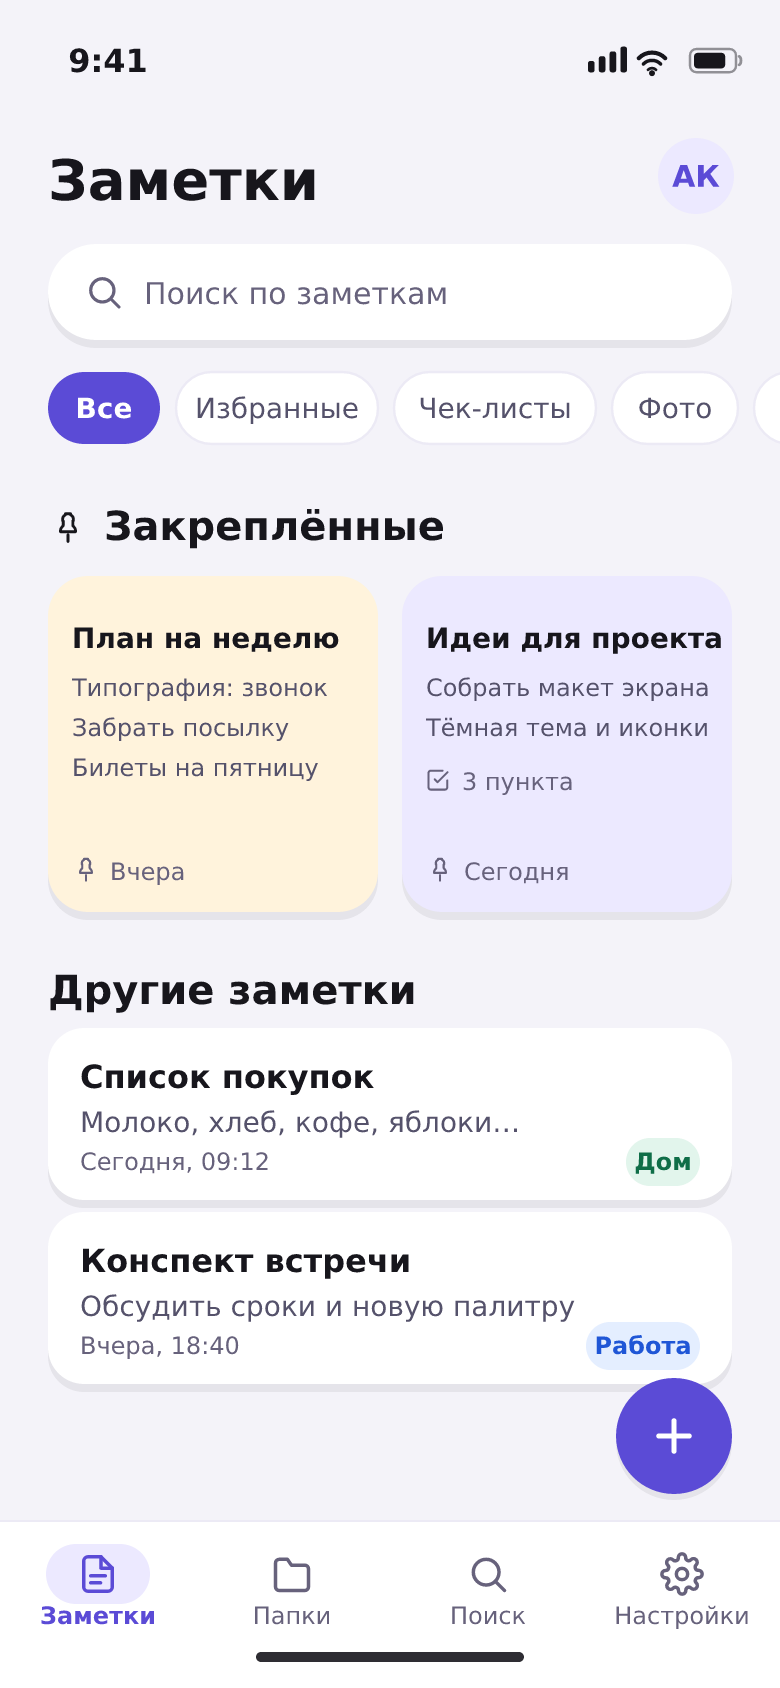 9:41
Заметки
АК
Поиск по заметкам
Все
Избранные
Чек-листы
Фото
Закреплённые
План на неделю
Типография: звонок
Забрать посылку
Билеты на пятницу
Вчера
Идеи для проекта
Собрать макет экрана
Тёмная тема и иконки
3 пункта
Сегодня
Другие заметки
Список покупок
Молоко, хлеб, кофе, яблоки…
Сегодня, 09:12
Дом
Конспект встречи
Обсудить сроки и новую палитру
Вчера, 18:40
Работа
Заметки
Папки
Поиск
Настройки